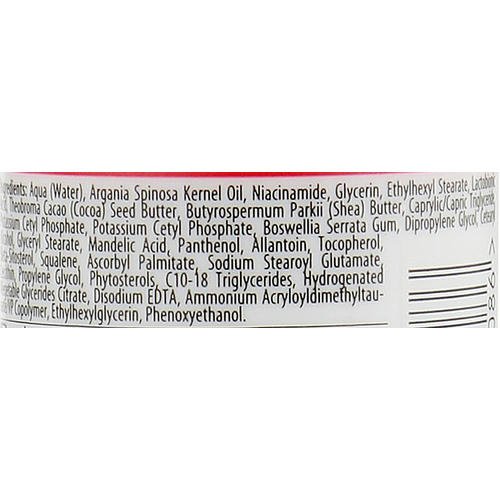 Ingredients: Aqua (Water), Argania Spinosa Kernel Oil, Niacinamide, Glycerin, Ethylhexyl Stearate, Lactobionic
Theobroma Cacao (Cocoa) Seed Butter, Butyrospermum Parkii (Shea) Butter, Caprylic/Capric Triglyceride,
Cetyl Phosphate, Potassium Cetyl Phosphate, Boswellia Serrata Gum, Dipropylene Glycol,
Glyceryl Stearate, Mandelic Acid, Panthenol, Allantoin, Tocopherol,
Squalene, Ascorbyl Palmitate, Sodium Stearoyl Glutamate,
Propylene Glycol, Phytosterols, C10-18 Triglycerides, Hydrogenated
Glycerides Citrate, Disodium EDTA, Ammonium Acryloyldimethyltau-
Copolymer, Ethylhexylglycerin, Phenoxyethanol.